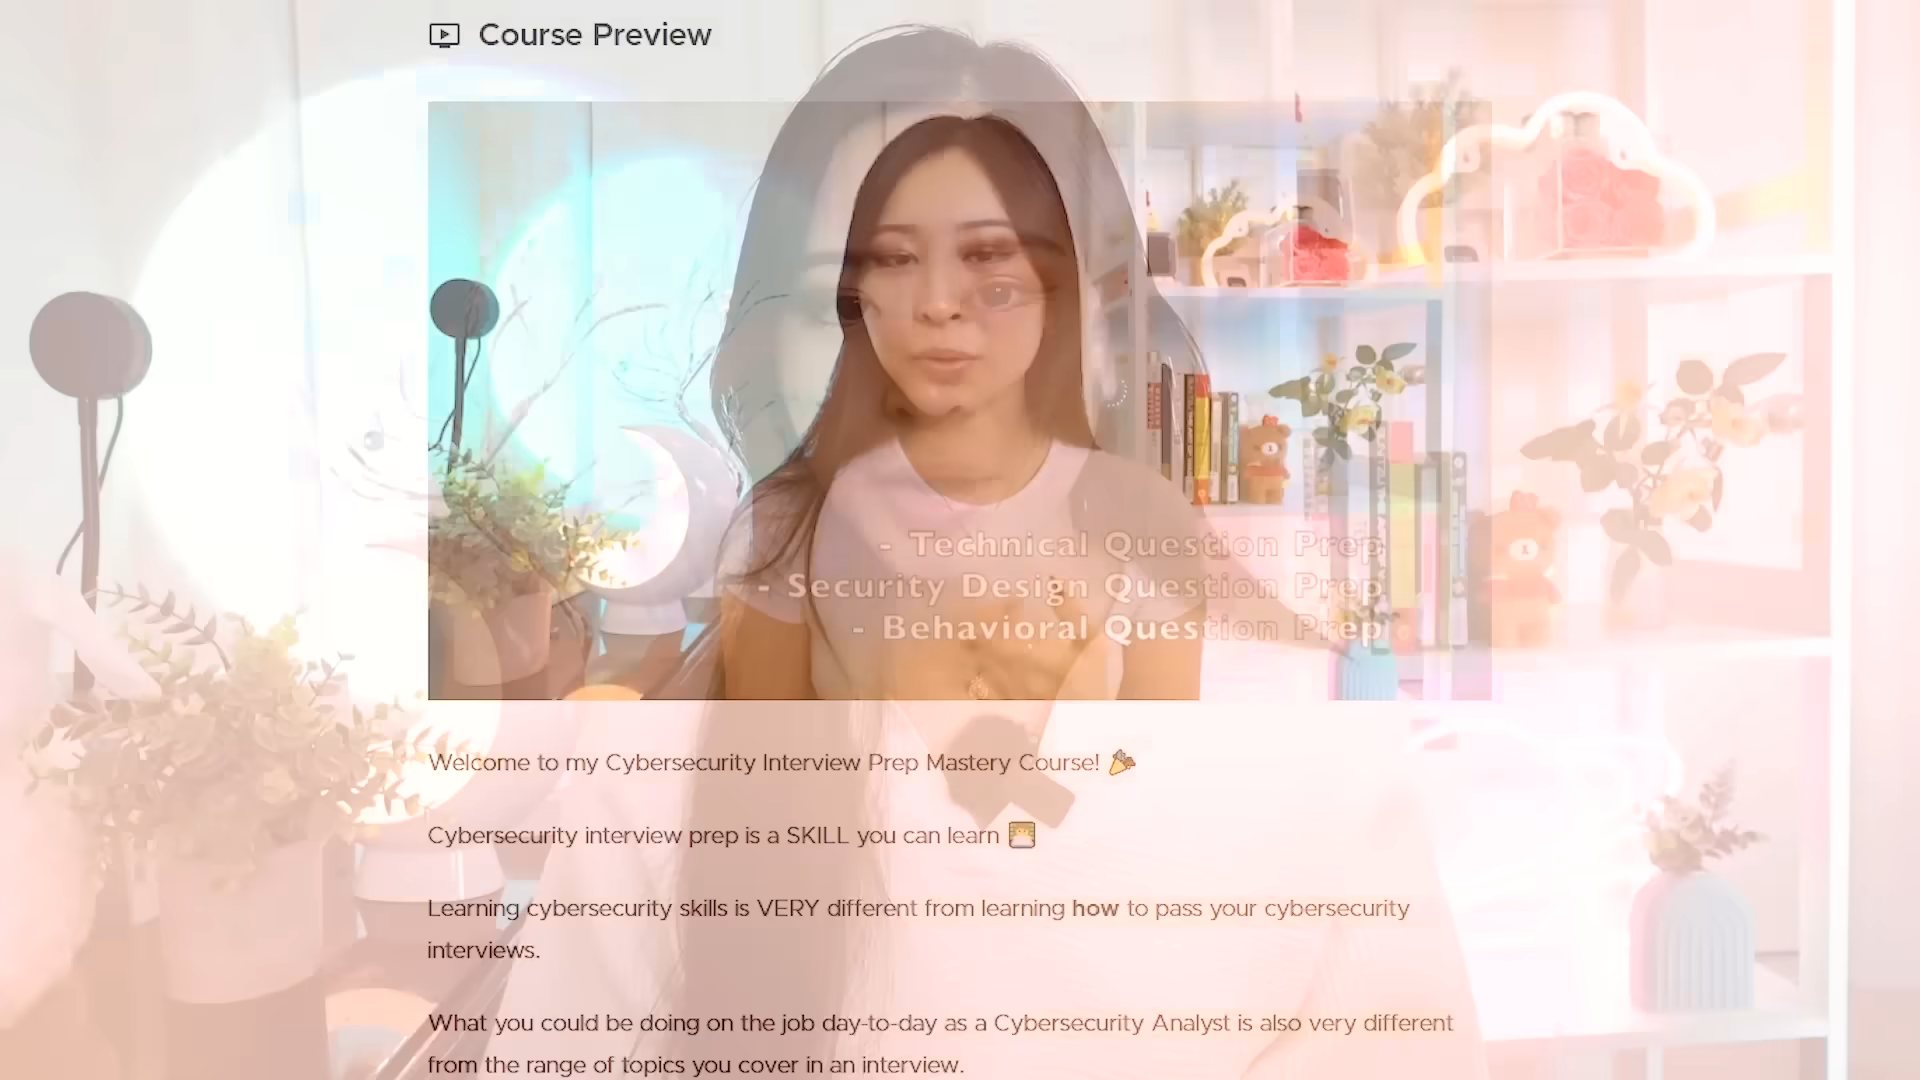 Course Preview
- Technical Question Prep
- Security Design Question Prep
- Behavioral Question Prep
Welcome to my Cybersecurity Interview Prep Mastery Course! 🎉
Cybersecurity interview prep is a SKILL you can learn
Learning cybersecurity skills is VERY different from learning how to pass your cybersecurity
interviews.
What you could be doing on the job day-to-day as a Cybersecurity Analyst is also very different
from the range of topics you cover in an interview.